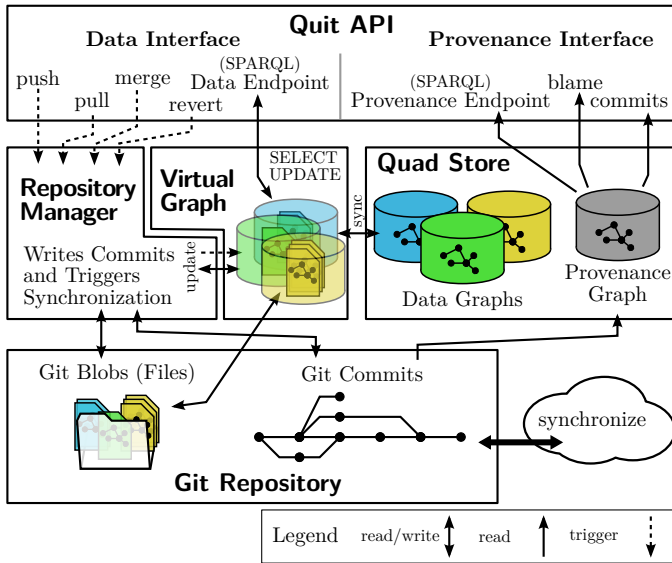 Quit API
Data Interface
Provenance Interface
push
pull
merge
revert
(SPARQL)
Data Endpoint
(SPARQL)
Provenance Endpoint
blame
commits
Repository
Manager
Writes Commits
and Triggers
Synchronization
update
Virtual
Graph
SELECT
UPDATE
sync
Quad Store
Data Graphs
Provenance
Graph
Git Blobs (Files)
Git Commits
Git Repository
synchronize
Legend
read/write
read
trigger